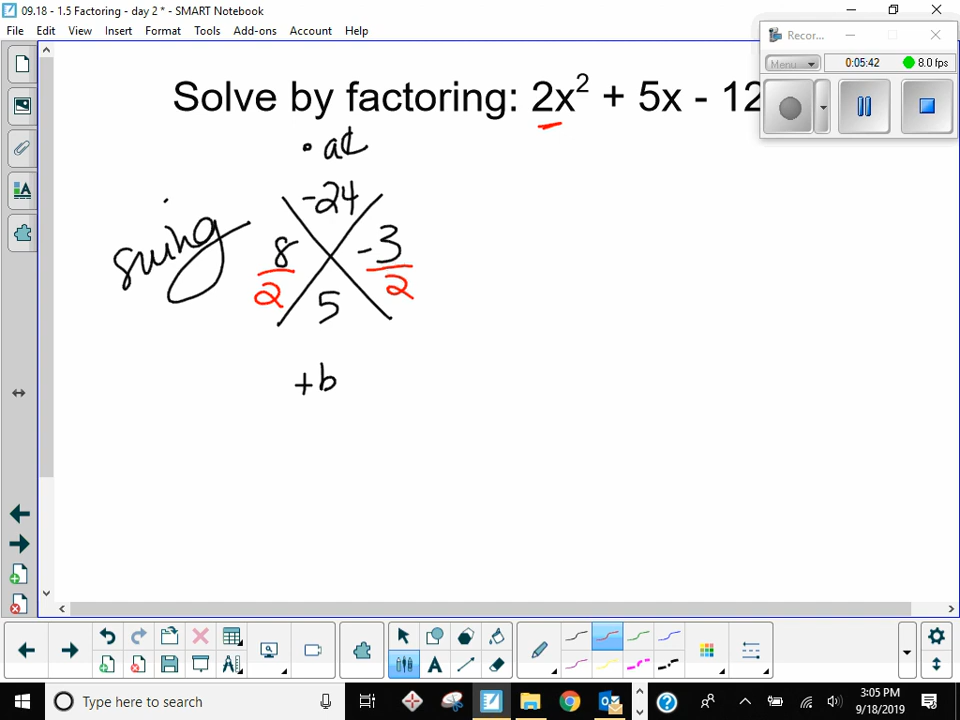 09.18 - 1.5 Factoring - day 2 * - SMART Notebook
File Edit View Insert Format Tools Add-ons Account Help
Recor...
Menu 0:05:42 8.0 fps
Solve by factoring: 2x² + 5x - 12
• ac
-24
swing 8 -3
2 2
5
+b
A
Type here to search
3:05 PM
9/18/2019